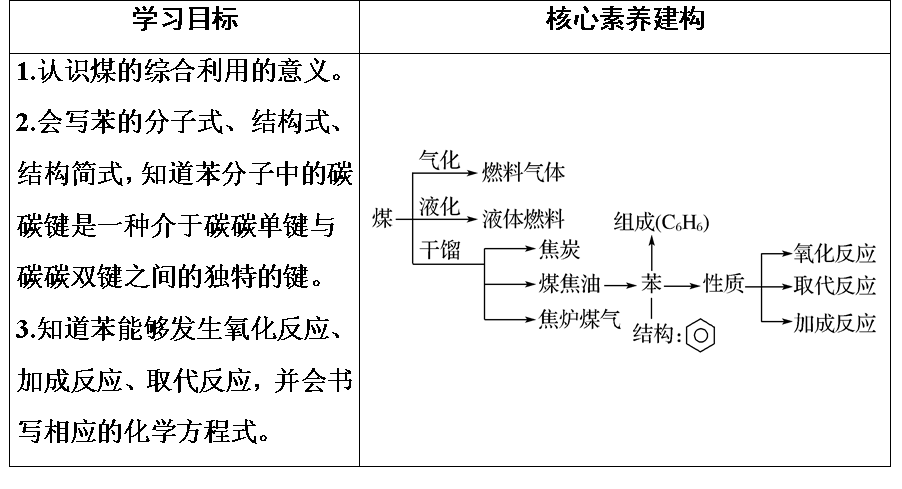 学习目标
核心素养建构
1.认识煤的综合利用的意义。
2.会写苯的分子式、结构式、
结构简式，知道苯分子中的碳
碳键是一种介于碳碳单键与
碳碳双键之间的独特的键。
3.知道苯能够发生氧化反应、
加成反应、取代反应，并会书
写相应的化学方程式。
煤
气化
燃料气体
液化
液体燃料
干馏
焦炭
煤焦油
焦炉煤气
组成(C₆H₆)
苯
结构：
性质
氧化反应
取代反应
加成反应